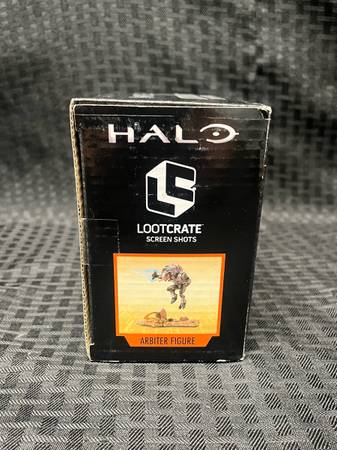 HALO
LOOTCRATE
SCREEN SHOTS
ARBITER FIGURE